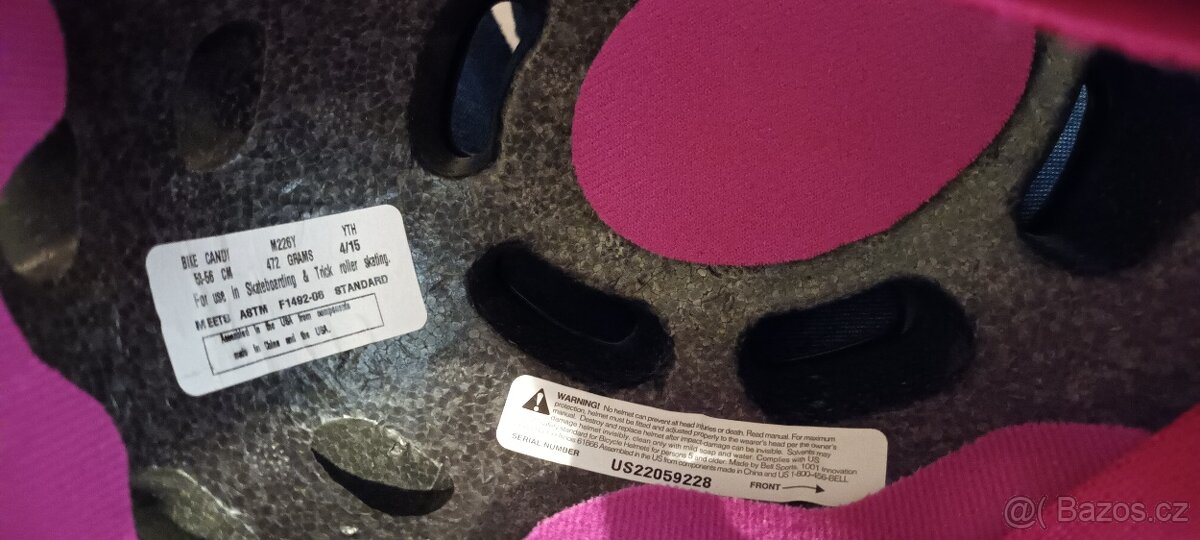 BIKE CANDY M226Y YTH
53-56 CM 472 GRAMS 4/15
For use in Skateboarding & Trick roller skating.
MEETS ASTM F1492-08 STANDARD
Assembled in the USA from components
made in China and the USA.
WARNING! No helmet can prevent all head injuries or death. Read manual. For maximum
protection, helmet must be fitted and adjusted properly to the wearer's head per the owner's
manual. Destroy and replace helmet after impact-damage can be invisible. Solvents may
damage helmet invisibly, clean only with mild soap and water. Complies with US
safety standard for Bicycle Helmets for persons 5 and older. Made by Bell Sports, 1001 Innovation
Illinois 61866 Assembled in the US from components made in China and US 1-800-456-BELL
SERIAL NUMBER US22059228 FRONT
@( Bazos.cz